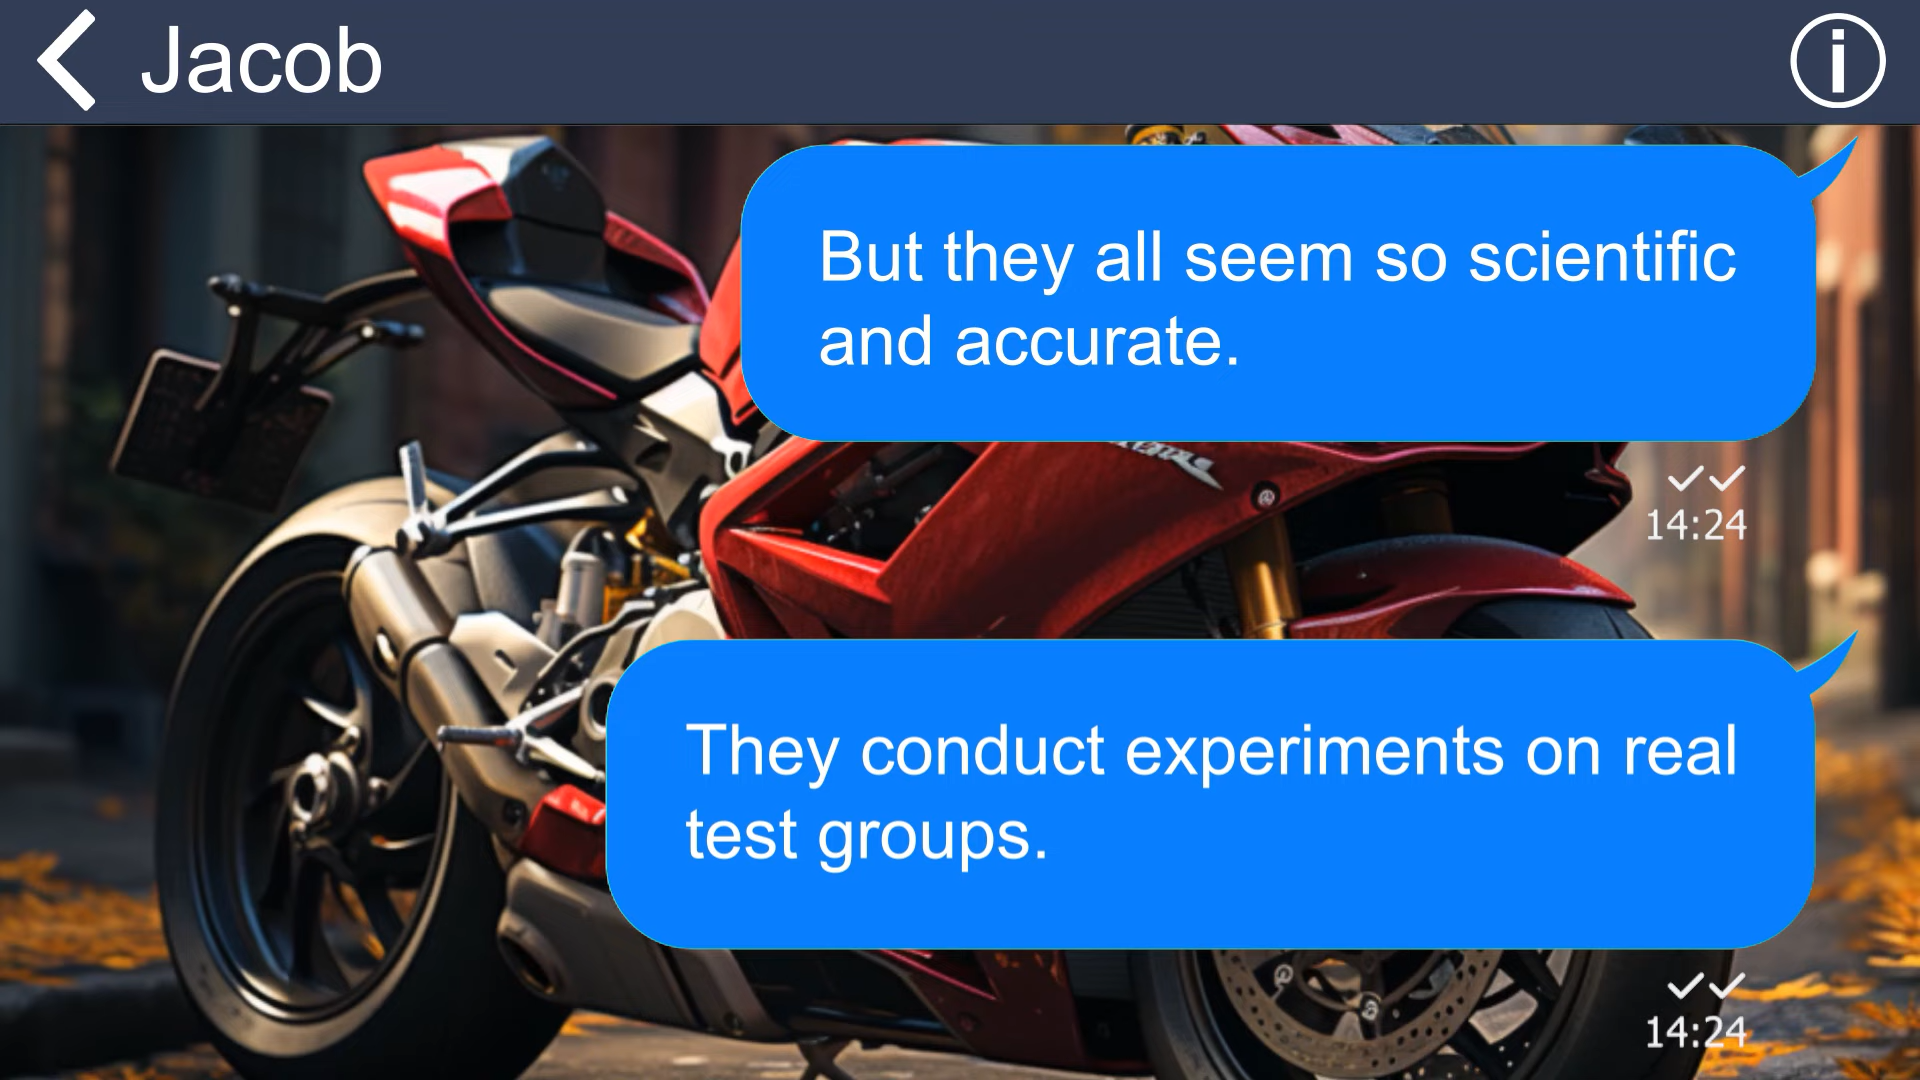 Jacob
But they all seem so scientific
and accurate.
14:24
They conduct experiments on real
test groups.
14:24